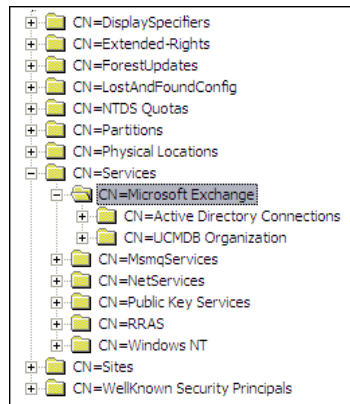 CN=DisplaySpecifiers
CN=Extended-Rights
CN=ForestUpdates
CN=LostAndFoundConfig
CN=NTDS Quotas
CN=Partitions
CN=Physical Locations
CN=Services
CN=Microsoft Exchange
CN=Active Directory Connections
CN=UCMDB Organization
CN=MsmqServices
CN=NetServices
CN=Public Key Services
CN=RRAS
CN=Windows NT
CN=Sites
CN=WellKnown Security Principals